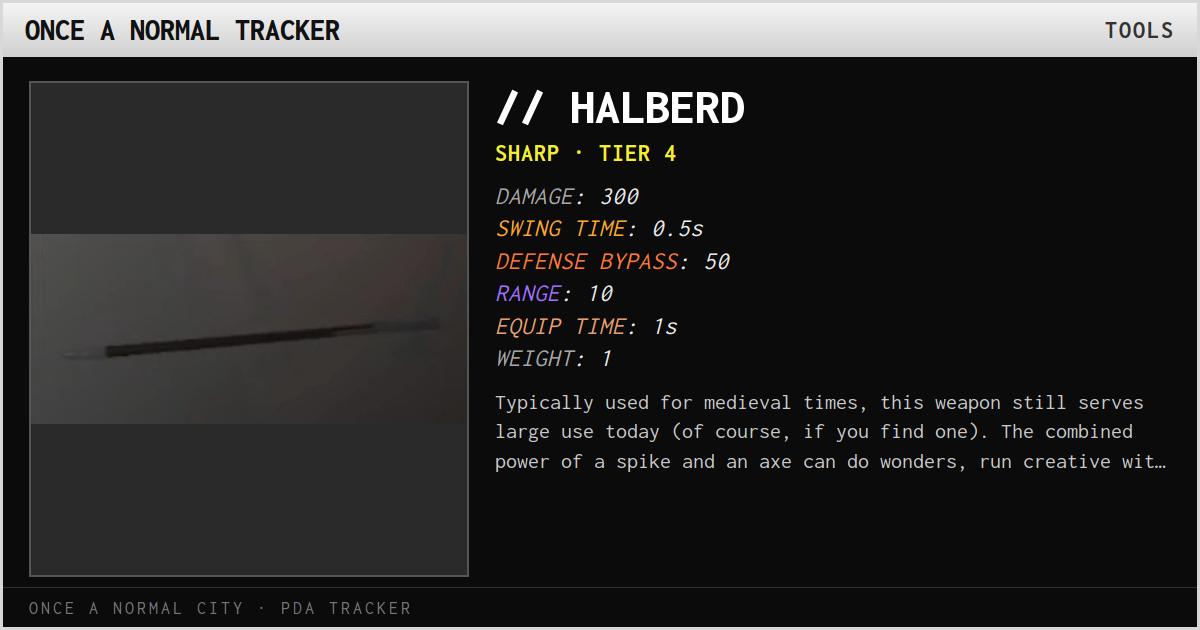 ONCE A NORMAL TRACKER
TOOLS
// HALBERD
SHARP · TIER 4
DAMAGE: 300
SWING TIME: 0.5s
DEFENSE BYPASS: 50
RANGE: 10
EQUIP TIME: 1s
WEIGHT: 1
Typically used for medieval times, this weapon still serves
large use today (of course, if you find one). The combined
power of a spike and an axe can do wonders, run creative wit…
ONCE A NORMAL CITY · PDA TRACKER